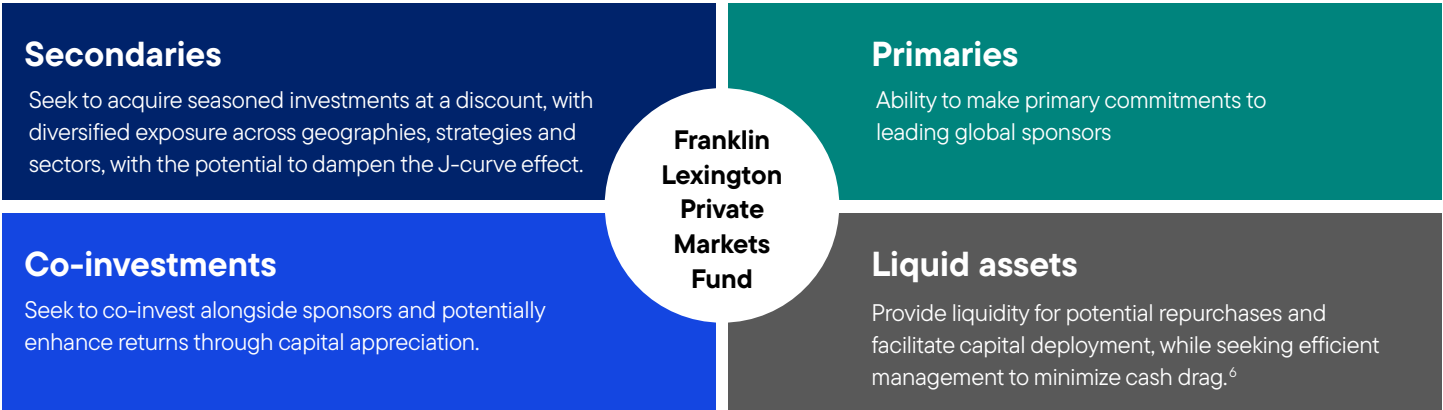 Secondaries
Seek to acquire seasoned investments at a discount, with
diversified exposure across geographies, strategies and
sectors, with the potential to dampen the J-curve effect.
Primaries
Ability to make primary commitments to
leading global sponsors
Franklin
Lexington
Private
Markets
Fund
Co-investments
Seek to co-invest alongside sponsors and potentially
enhance returns through capital appreciation.
Liquid assets
Provide liquidity for potential repurchases and
facilitate capital deployment, while seeking efficient
management to minimize cash drag.⁶